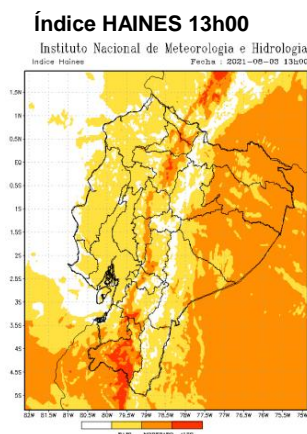 Índice HAINES 13h00
Instituto Nacional de Meteorologia e Hidrologia
Indice Haines Fecha : 2021-08-03 13h00
1.5N
1N
0.5N
EQ
0.5S
1S
1.5S
2S
2.5S
3S
3.5S
4S
4.5S
5S
82W 81.5W 81W 80.5W 80W 79.5W 79W 78.5W 78W 77.5W 77W 76.5W 76W 75.5W 75W